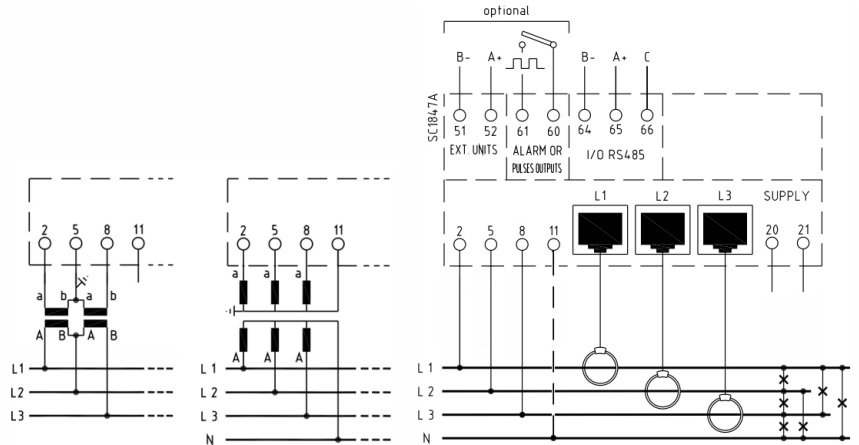 optional
B- A+ B- A+ C
SC1847A
51 52 61 60 64 65 66
EXT. UNITS ALARM OR PULSES OUTPUTS I/O RS485
L1 L2 L3 SUPPLY
2 5 8 11
2 5 8 11
2 5 8 11 20 21
a b a b
a a a
A B A B
A A A
L1
L2
L3
L 1
L 2
L 3
N
L 1
L 2
L 3
N